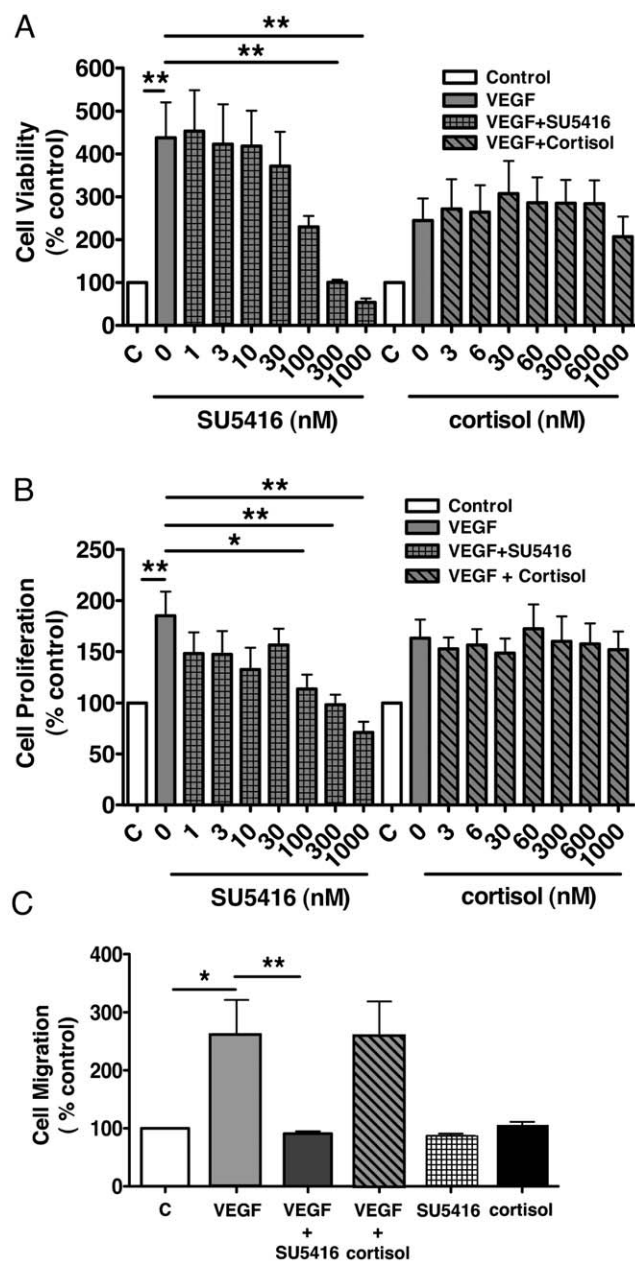 A
** **
** 
600
500
400
300
200
100
0
Cell Viability
(% control)
Control
VEGF
VEGF+SU5416
VEGF+Cortisol
C 0 1 3 10 30 100 300 1000 C 0 3 6 30 60 300 600 1000
SU5416 (nM) cortisol (nM)
B
**
**
** *
250
200
150
100
50
0
Cell Proliferation
(% control)
Control
VEGF
VEGF+SU5416
VEGF + Cortisol
C 0 1 3 10 30 100 300 1000 C 0 3 6 30 60 300 600 1000
SU5416 (nM) cortisol (nM)
C
* **
400
300
200
100
0
Cell Migration
( % control)
C VEGF VEGF VEGF SU5416 cortisol
+ +
SU5416 cortisol